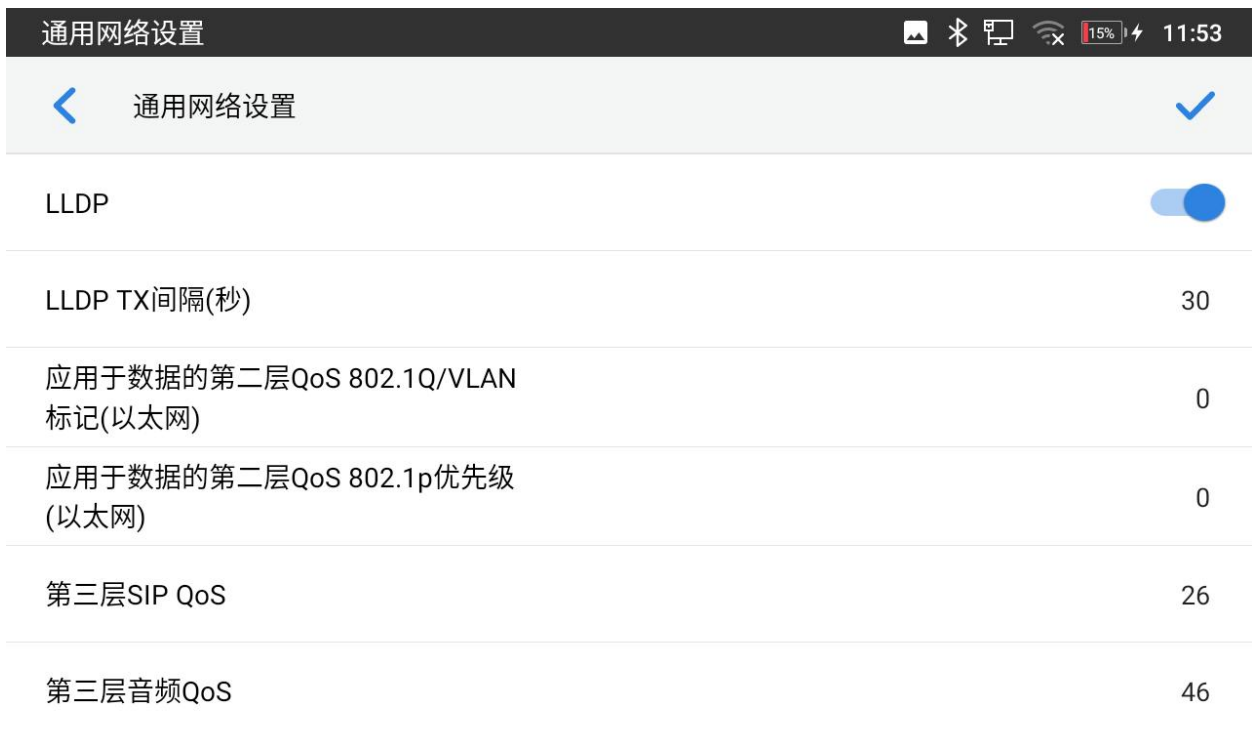 通用网络设置 15% 11:53
通用网络设置
LLDP
LLDP TX间隔(秒) 30
应用于数据的第二层QoS 802.1Q/VLAN
标记(以太网) 0
应用于数据的第二层QoS 802.1p优先级
(以太网) 0
第三层SIP QoS 26
第三层音频QoS 46